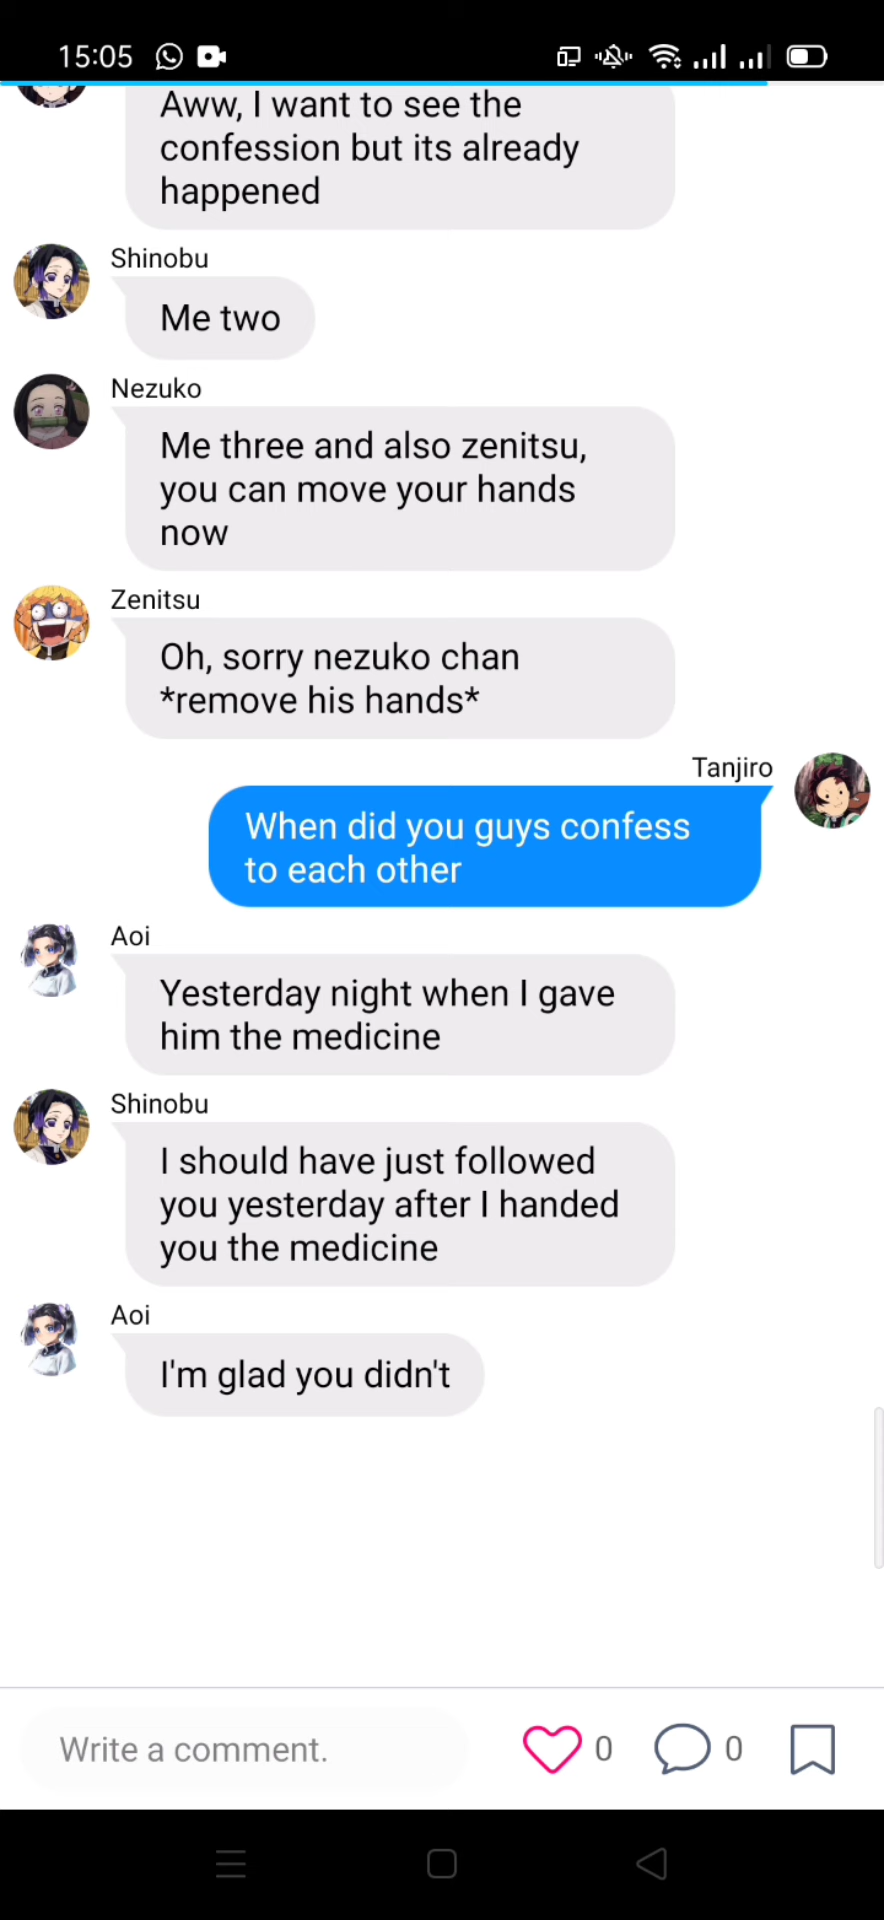 15:05
Aww, I want to see the
confession but its already
happened
Shinobu
Me two
Nezuko
Me three and also zenitsu,
you can move your hands
now
Zenitsu
Oh, sorry nezuko chan
*remove his hands*
Tanjiro
When did you guys confess
to each other
Aoi
Yesterday night when I gave
him the medicine
Shinobu
I should have just followed
you yesterday after I handed
you the medicine
Aoi
I'm glad you didn't
Write a comment.
0
0